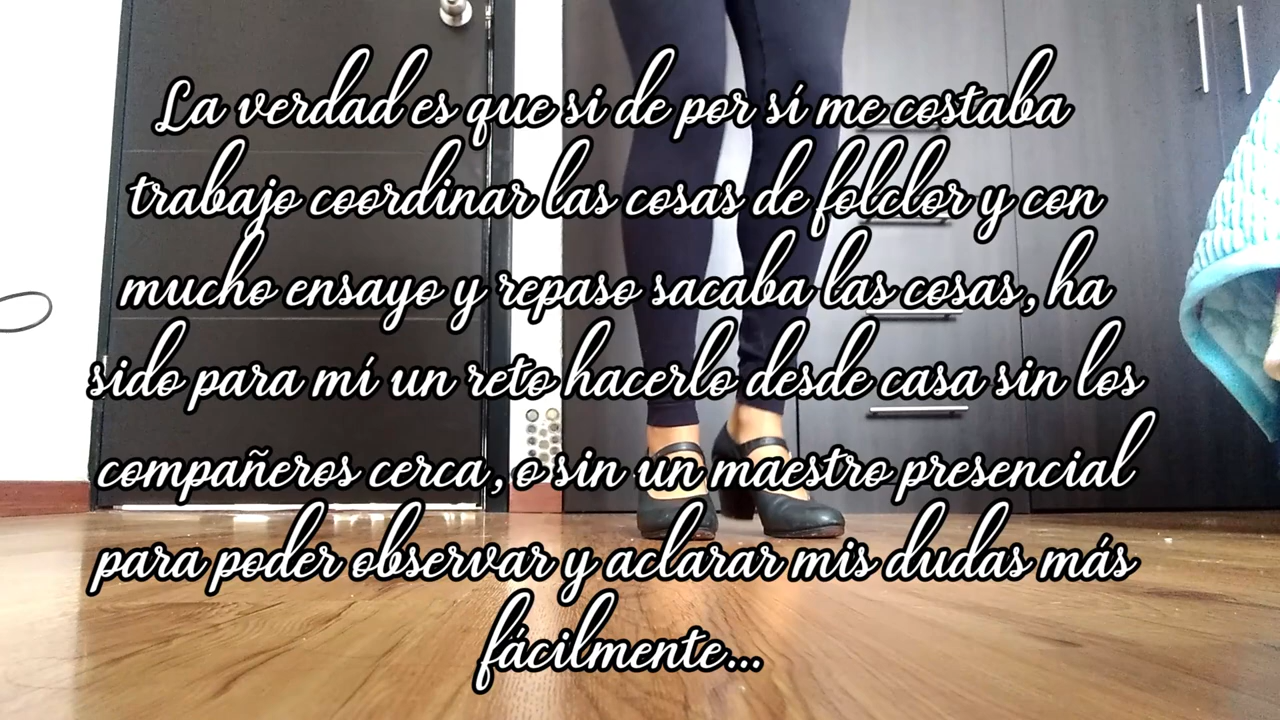 La verdad es que si de por sí me costaba
trabajo coordinar las cosas de folclor y con
mucho ensayo y repaso sacaba las cosas, ha
sido para mí un reto hacerlo desde casa sin los
compañeros cerca, o sin un maestro presencial
para poder observar y aclarar mis dudas más
fácilmente...